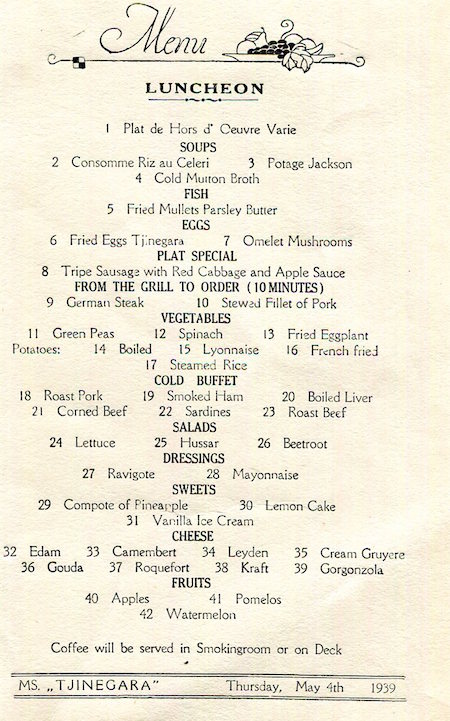 Menu
LUNCHEON
1 Plat de Hors d' Oeuvre Varie
SOUPS
2 Consomme Riz au Celeri 3 Potage Jackson
4 Cold Mutton Broth
FISH
5 Fried Mullets Parsley Butter
EGGS
6 Fried Eggs Tjinegara 7 Omelet Mushrooms
PLAT SPECIAL
8 Tripe Sausage with Red Cabbage and Apple Sauce
FROM THE GRILL TO ORDER (10 MINUTES)
9 German Steak 10 Stewed Fillet of Pork
VEGETABLES
11 Green Peas 12 Spinach 13 Fried Eggplant
Potatoes: 14 Boiled 15 Lyonnaise 16 French fried
17 Steamed Rice
COLD BUFFET
18 Roast Pork 19 Smoked Ham 20 Boiled Liver
21 Corned Beef 22 Sardines 23 Roast Beef
SALADS
24 Lettuce 25 Hussar 26 Beetroot
DRESSINGS
27 Ravigote 28 Mayonnaise
SWEETS
29 Compote of Pineapple 30 Lemon Cake
31 Vanilla Ice Cream
CHEESE
32 Edam 33 Camembert 34 Leyden 35 Cream Gruyere
36 Gouda 37 Roquefort 38 Kraft 39 Gorgonzola
FRUITS
40 Apples 41 Pomelos
42 Watermelon
Coffee will be served in Smokingroom or on Deck
MS. „TJINEGARA" Thursday, May 4th 1939